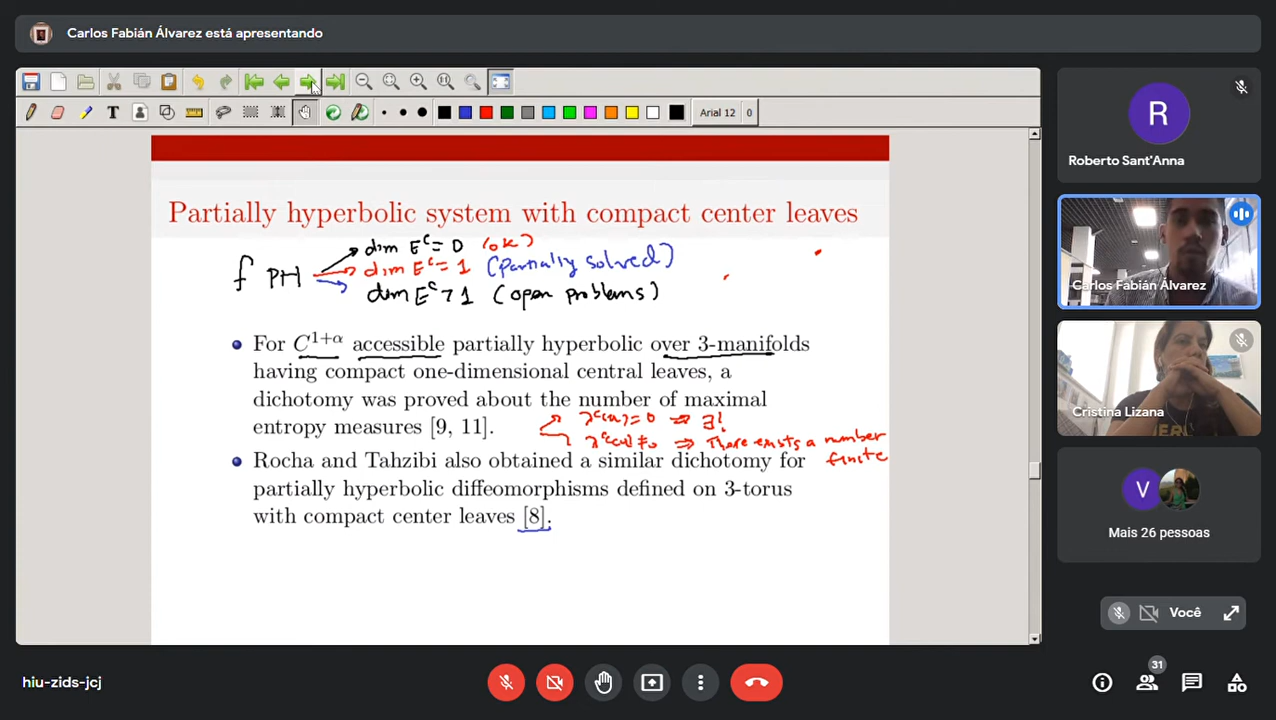 Carlos Fabián Álvarez está apresentando
T
Arial 12 0
Partially hyperbolic system with compact center leaves
f PH
dim E^c = 0 (ok)
dim E^c = 1 (Partially solved)
dim E^c > 1 (open problems)
For C^{1+α} accessible partially hyperbolic over 3-manifolds
having compact one-dimensional central leaves, a
dichotomy was proved about the number of maximal
entropy measures [9, 11].
λ^c(μ) = 0 ⇒ ∃!
λ^c(μ) ≠ 0 ⇒ There exists a number
finite
Rocha and Tahzibi also obtained a similar dichotomy for
partially hyperbolic diffeomorphisms defined on 3-torus
with compact center leaves [8].
R
Roberto Sant'Anna
Carlos Fabián Álvarez
Cristina Lizana
V
Mais 26 pessoas
Você
hiu-zids-jcj
31